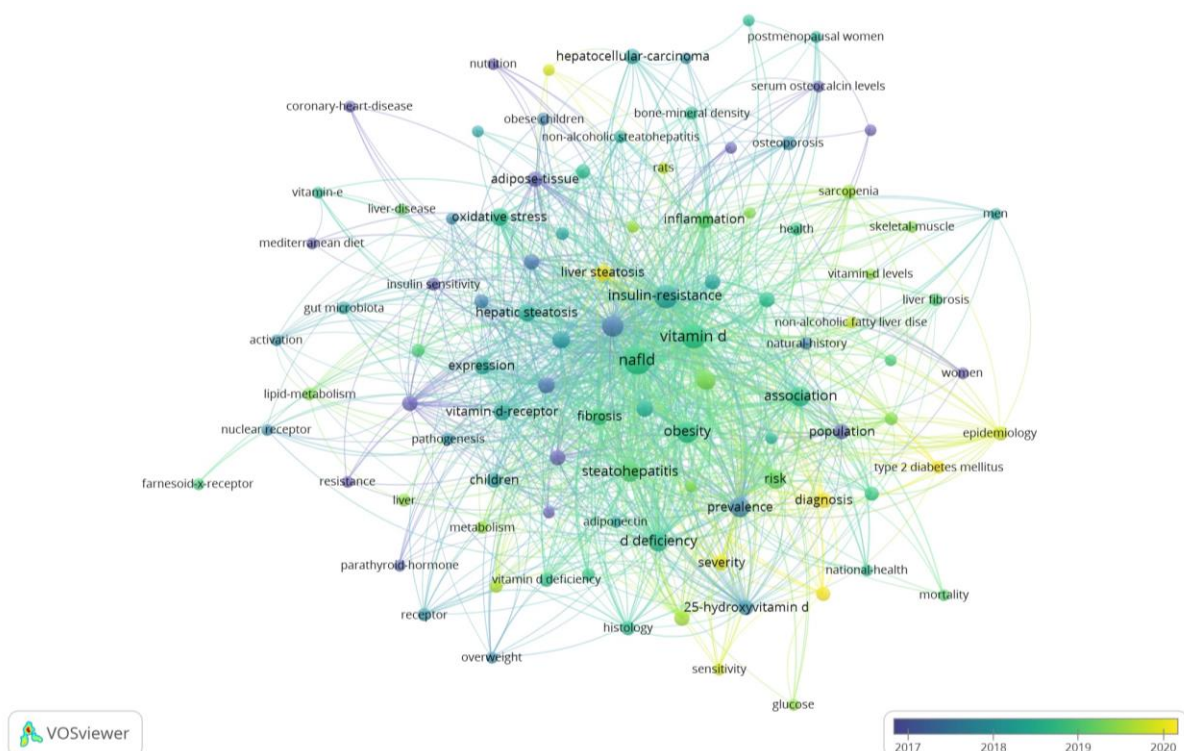 postmenopausal women
hepatocellular-carcinoma
nutrition
serum osteocalcin levels
coronary-heart-disease
bone-mineral density
obese children
non-alcoholic steatohepatitis
osteoporosis
rats
adipose-tissue
vitamin-e
sarcopenia
liver-disease
oxidative stress
inflammation
men
health
skeletal-muscle
mediterranean diet
liver steatosis
vitamin-d levels
insulin sensitivity
insulin-resistance
liver fibrosis
gut microbiota
hepatic steatosis
non-alcoholic fatty liver dise
vitamin d
activation
natural-history
nafld
expression
women
lipid-metabolism
association
vitamin-d-receptor
fibrosis
nuclear receptor
obesity
population
epidemiology
pathogenesis
type 2 diabetes mellitus
steatohepatitis
farnesoid-x-receptor
resistance
children
risk
liver
diagnosis
prevalence
metabolism
adiponectin
d deficiency
parathyroid-hormone
severity
national-health
vitamin d deficiency
mortality
receptor
25-hydroxyvitamin d
histology
overweight
sensitivity
glucose
VOSviewer
2017 2018 2019 2020